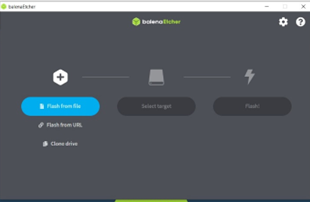 balenaEtcher
balenaEtcher
Flash from file
Select target
Flash!
Flash from URL
Clone drive